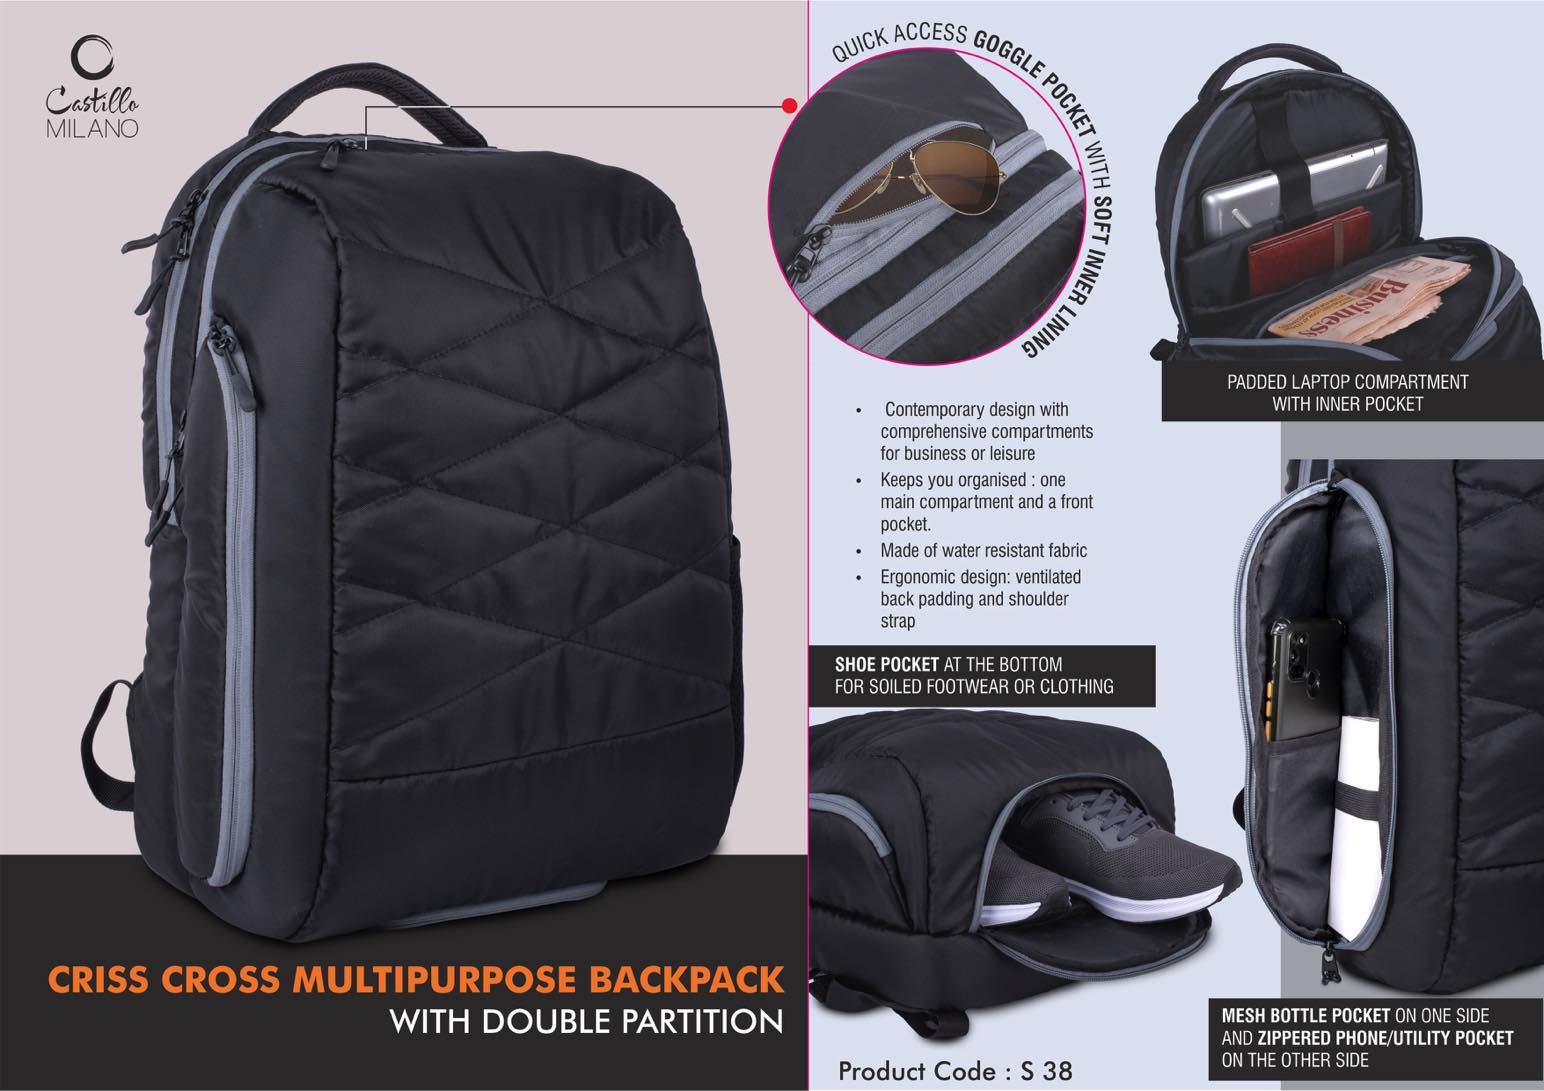 Castillo
MILANO
CRISS CROSS MULTIPURPOSE BACKPACK
WITH DOUBLE PARTITION
QUICK ACCESS GOGGLE POCKET WITH SOFT INNER LINING
Business
PADDED LAPTOP COMPARTMENT
WITH INNER POCKET
• Contemporary design with
comprehensive compartments
for business or leisure
• Keeps you organised : one
main compartment and a front
pocket.
• Made of water resistant fabric
• Ergonomic design: ventilated
back padding and shoulder
strap
SHOE POCKET AT THE BOTTOM
FOR SOILED FOOTWEAR OR CLOTHING
MESH BOTTLE POCKET ON ONE SIDE
AND ZIPPERED PHONE/UTILITY POCKET
ON THE OTHER SIDE
Product Code : S 38